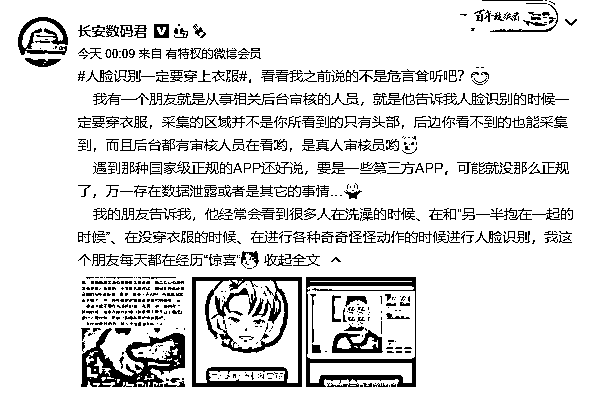 长安数码君
今天 00:09 来自 有特权的微博会员
#人脸识别一定要穿上衣服#，看看我之前说的不是危言耸听吧？
我有一个朋友就是从事相关后台审核的人员，就是他告诉我人脸识别的时候一
定要穿衣服，采集的区域并不是你所看到的只有头部，后边你看不到的也能采集
到，而且后台都有审核人员在看哟，是真人审核员哟
遇到那种国家级正规的APP还好说，要是一些第三方APP，可能就没那么正规
了，万一存在数据泄露或者是其它的事情...
我的朋友告诉我，他经常会看到很多人在洗澡的时候、在和“另一半抱在一起的
时候”、在没穿衣服的时候、在进行各种奇奇怪怪动作的时候进行人脸识别，我这
个朋友每天都在经历“惊喜” 收起全文